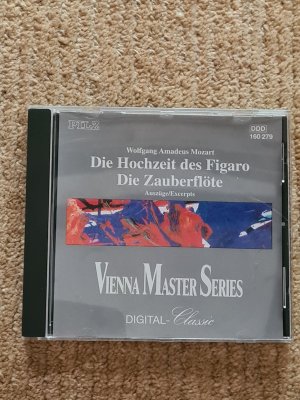 PILZ
DDD
160 279
Wolfgang Amadeus Mozart
Die Hochzeit des Figaro
Die Zauberflöte
Auszüge/Excerpts
VIENNA MASTER SERIES
DIGITAL-Classic